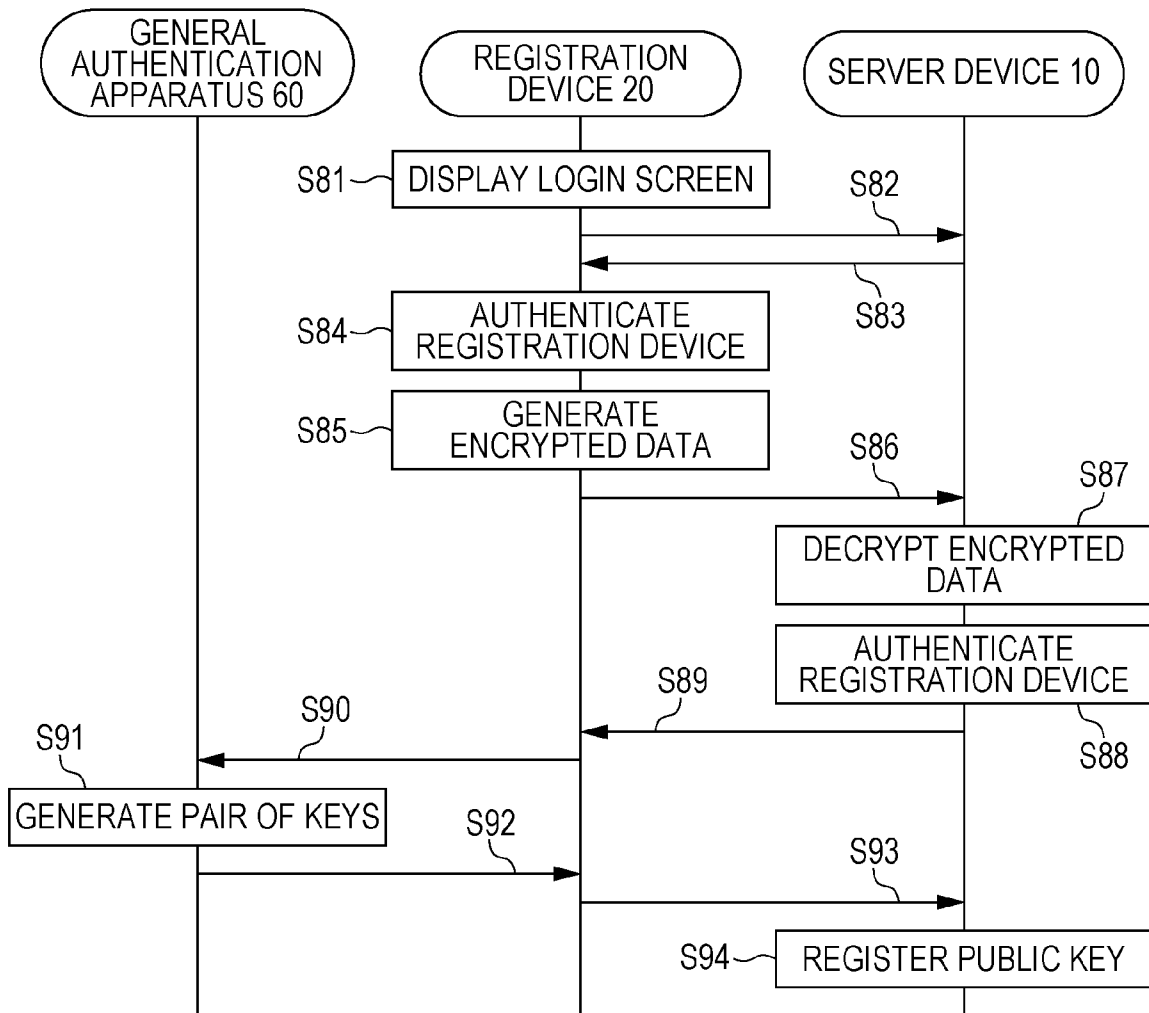 GENERAL
AUTHENTICATION
APPARATUS 60
REGISTRATION
DEVICE 20
SERVER DEVICE 10
S81
DISPLAY LOGIN SCREEN
S82
S83
S84
AUTHENTICATE
REGISTRATION DEVICE
S85
GENERATE
ENCRYPTED DATA
S86
S87
DECRYPT ENCRYPTED
DATA
AUTHENTICATE
REGISTRATION DEVICE
S88
S89
S90
S91
GENERATE PAIR OF KEYS
S92
S93
S94
REGISTER PUBLIC KEY